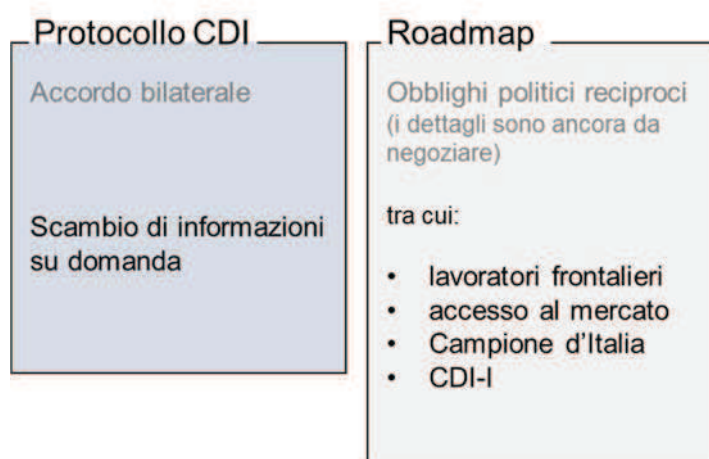 Protocollo CDI
Accordo bilaterale
Scambio di informazioni
su domanda
Roadmap
Obblighi politici reciproci
(i dettagli sono ancora da
negoziare)
tra cui:
• lavoratori frontalieri
• accesso al mercato
• Campione d'Italia
• CDI-I